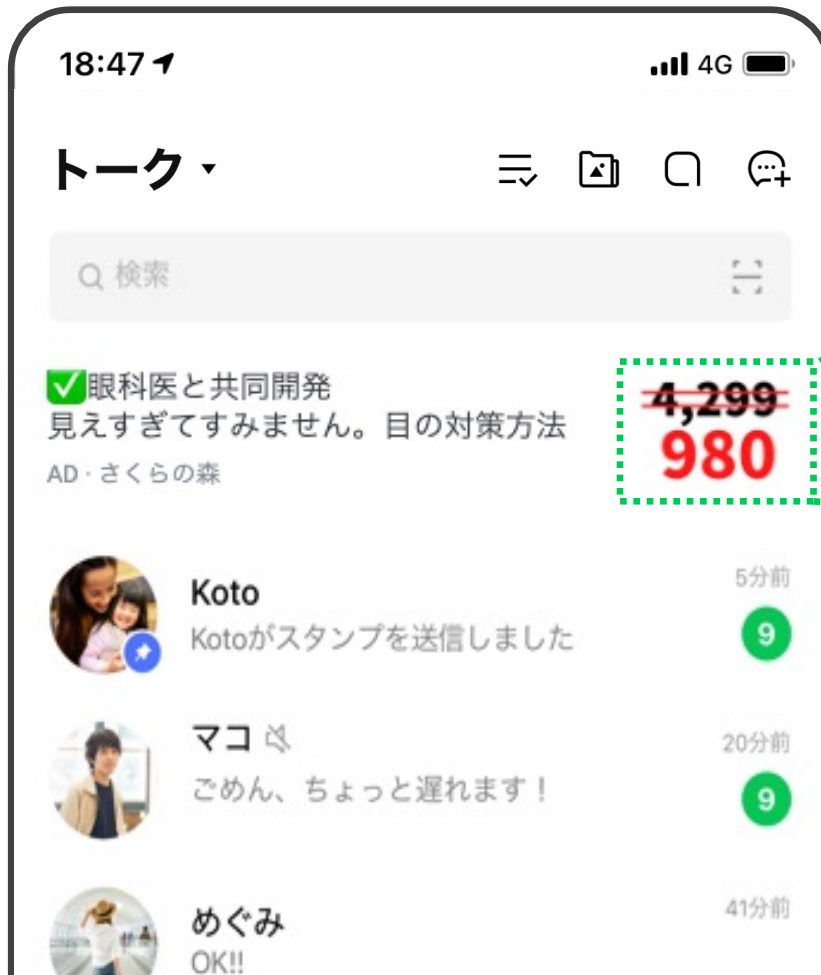 18:47
4G
トーク
検索
✅眼科医と共同開発
見えすぎてすみません。目の対策方法
AD · さくらの森
4,299
980
Koto
5分前
Kotoがスタンプを送信しました
9
マコ
20分前
ごめん、ちょっと遅れます！
9
めぐみ
41分前
OK!!